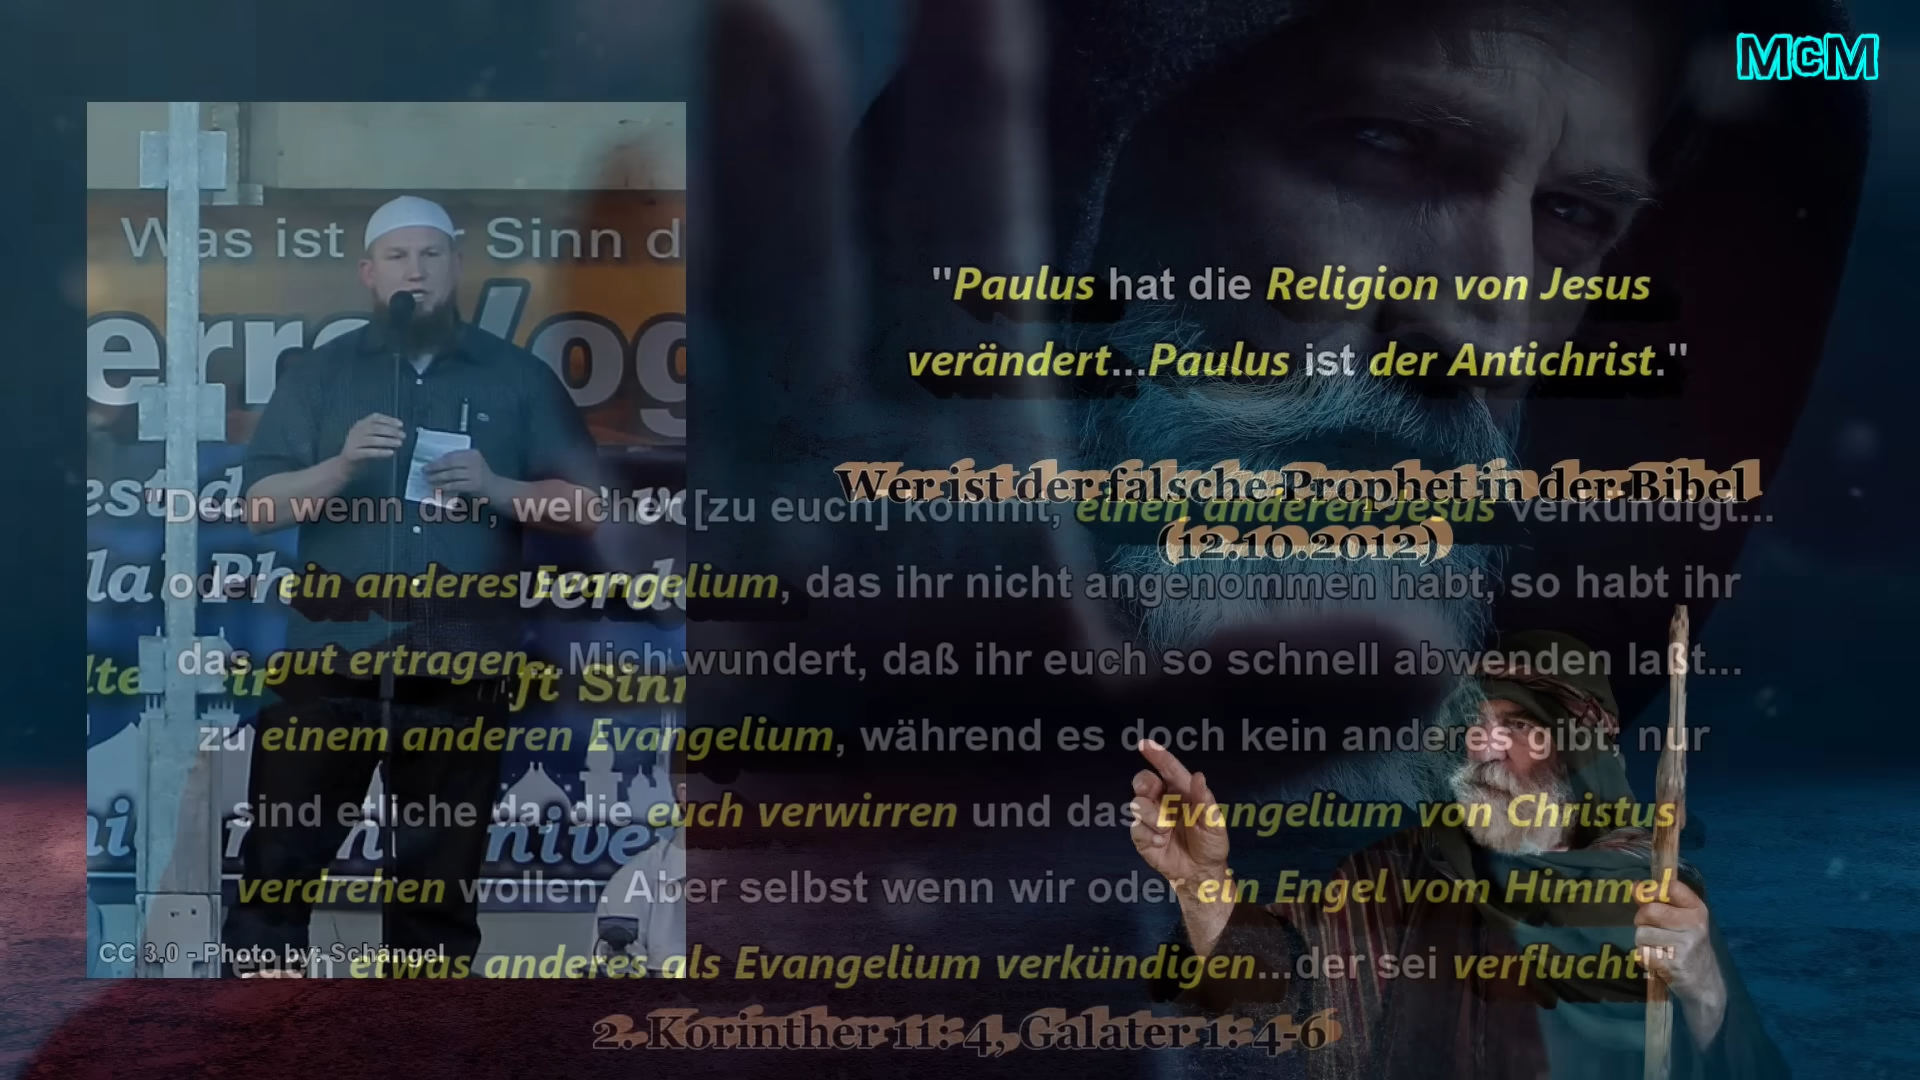 McM
Was ist Sinn d
erre Vog
"Paulus hat die Religion von Jesus
verändert...Paulus ist der Antichrist."
Wer ist der falsche Prophet in der Bibel
(12.10.2012)
"Denn wenn der, welcher [zu euch] kommt, einen anderen Jesus verkündigt...
oder ein anderes Evangelium, das ihr nicht angenommen habt, so habt ihr
das gut ertragen...Mich wundert, daß ihr euch so schnell abwenden laßt...
zu einem anderen Evangelium, während es doch kein anderes gibt, nur
sind etliche da, die euch verwirren und das Evangelium von Christus
verdrehen wollen. Aber selbst wenn wir oder ein Engel vom Himmel
euch etwas anderes als Evangelium verkündigen...der sei verflucht!"
CC 3.0 - Photo by: Schängel
2. Korinther 11: 4, Galater 1: 4-6